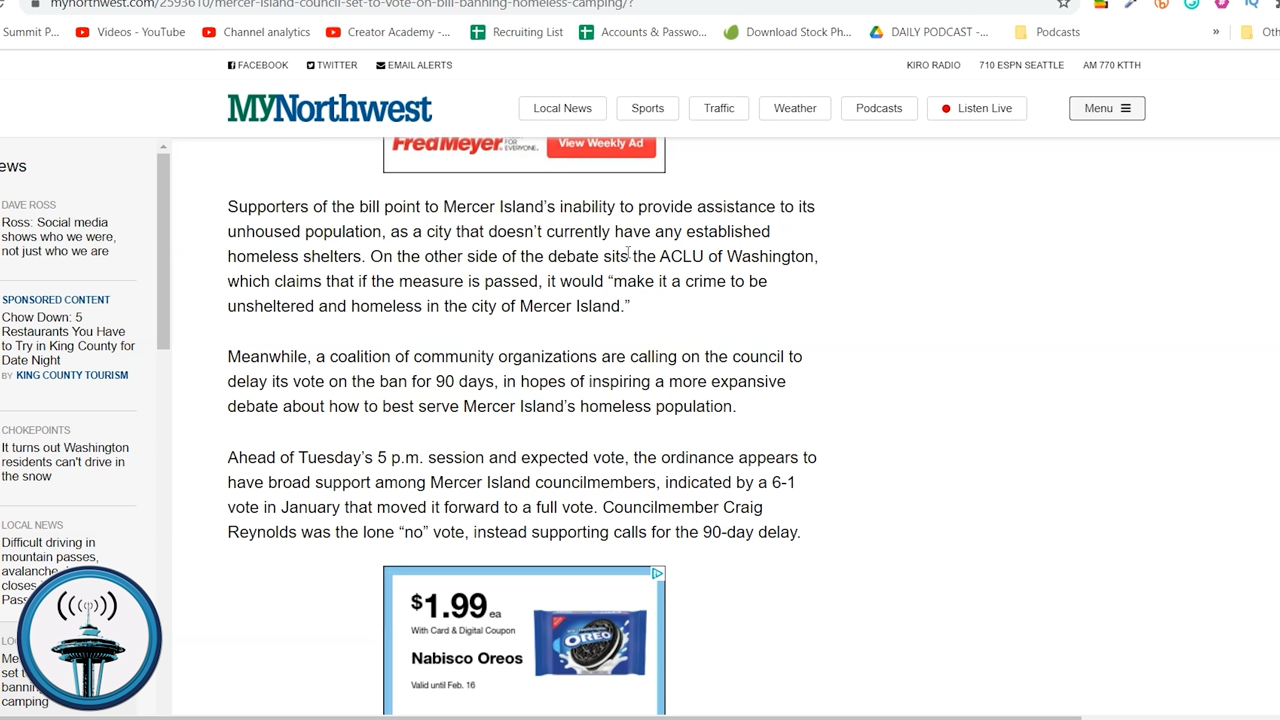 mynorthwest.com/2593610/mercer-island-council-set-to-vote-on-bill-banning-homeless-camping/?
Summit P... Videos - YouTube Channel analytics Creator Academy -... Recruiting List Accounts & Passwo... Download Stock Ph... DAILY PODCAST -... Podcasts » Oth
FACEBOOK TWITTER EMAIL ALERTS KIRO RADIO 710 ESPN SEATTLE AM 770 KTTH
MYNorthwest Local News Sports Traffic Weather Podcasts Listen Live Menu
Fred Meyer. FOR EVERYONE. View Weekly Ad
ews
DAVE ROSS
Ross: Social media
shows who we were,
not just who we are
SPONSORED CONTENT
Chow Down: 5
Restaurants You Have
to Try in King County for
Date Night
BY KING COUNTY TOURISM
CHOKEPOINTS
It turns out Washington
residents can't drive in
the snow
LOCAL NEWS
Difficult driving in
mountain passes,
avalanche
closes
Pass
LO
Me
set t
bann
camping
Supporters of the bill point to Mercer Island’s inability to provide assistance to its
unhoused population, as a city that doesn’t currently have any established
homeless shelters. On the other side of the debate sits the ACLU of Washington,
which claims that if the measure is passed, it would “make it a crime to be
unsheltered and homeless in the city of Mercer Island.”
Meanwhile, a coalition of community organizations are calling on the council to
delay its vote on the ban for 90 days, in hopes of inspiring a more expansive
debate about how to best serve Mercer Island’s homeless population.
Ahead of Tuesday’s 5 p.m. session and expected vote, the ordinance appears to
have broad support among Mercer Island councilmembers, indicated by a 6-1
vote in January that moved it forward to a full vote. Councilmember Craig
Reynolds was the lone “no” vote, instead supporting calls for the 90-day delay.
$1.99 ea
With Card & Digital Coupon
Nabisco Oreos
Valid until Feb. 16
OREO